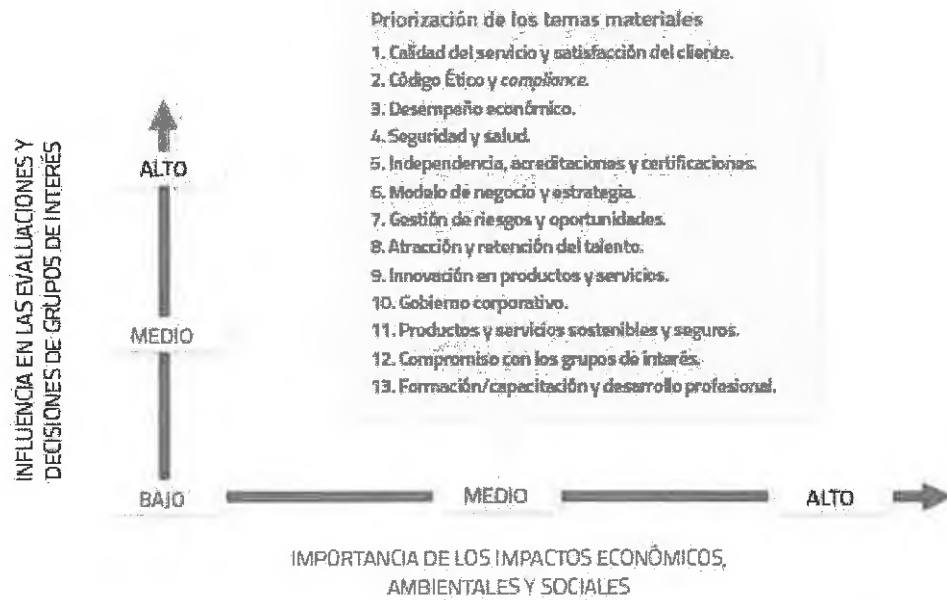 Priorización de los temas materiales
1. Calidad del servicio y satisfacción del cliente.
2. Código Ético y compliance.
3. Desempeño económico.
4. Seguridad y salud.
5. Independencia, acreditaciones y certificaciones.
6. Modelo de negocio y estrategia.
7. Gestión de riesgos y oportunidades.
8. Atracción y retención del talento.
9. Innovación en productos y servicios.
10. Gobierno corporativo.
11. Productos y servicios sostenibles y seguros.
12. Compromiso con los grupos de interés.
13. Formación/capacitación y desarrollo profesional.
INFLUENCIA EN LAS EVALUACIONES Y
DECISIONES DE GRUPOS DE INTERÉS
ALTO
MEDIO
BAJO
MEDIO
ALTO
IMPORTANCIA DE LOS IMPACTOS ECONÓMICOS,
AMBIENTALES Y SOCIALES